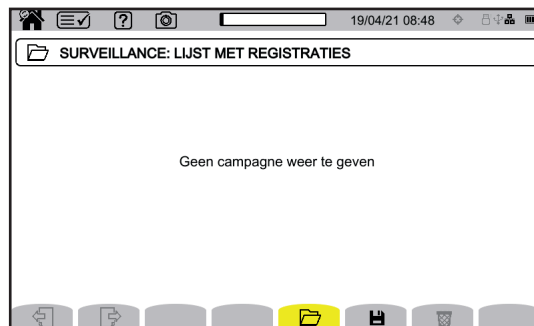 19/04/21 08:48
SURVEILLANCE: LIJST MET REGISTRATIES
Geen campagne weer te geven